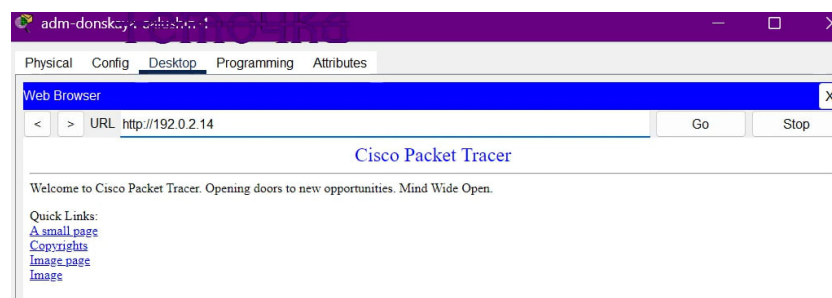 adm-donskaya
Physical Config Desktop Programming Attributes
Web Browser X
< > URL http://192.0.2.14 Go Stop
Cisco Packet Tracer
Welcome to Cisco Packet Tracer. Opening doors to new opportunities. Mind Wide Open.
Quick Links:
A small page
Copyrights
Image page
Image